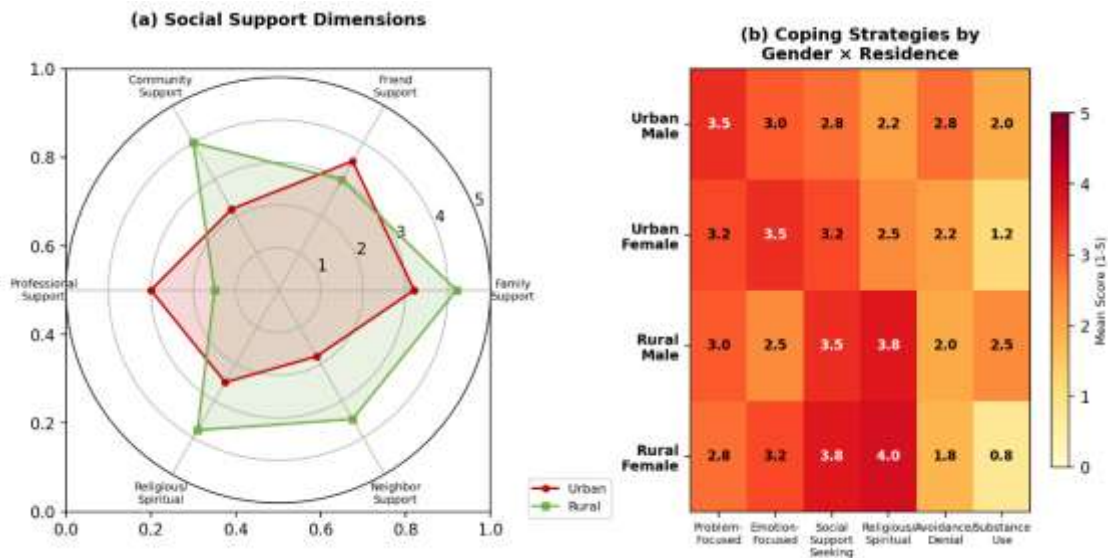 (a) Social Support Dimensions
1.0
0.8
0.6
0.4
0.2
0.0
0.0 0.2 0.4 0.6 0.8 1.0
Community
Support
Friend
Support
Professional
Support
Family
Support
Religious/
Spiritual
Neighbor
Support
1
2
3
4
5
Urban
Rural
(b) Coping Strategies by
Gender × Residence
Urban
Male
3.5 3.0 2.8 2.2 2.8 2.0
Urban
Female
3.2 3.5 3.2 2.5 2.2 1.2
Rural
Male
3.0 2.5 3.5 3.8 2.0 2.5
Rural
Female
2.8 3.2 3.8 4.0 1.8 0.8
Problem-
Focused
Emotion-
Focused
Social
Support
Seeking
Religious/
Spiritual
Avoidance/
Denial
Substance
Use
5
4
3
2
1
0
Mean Score (1-5)